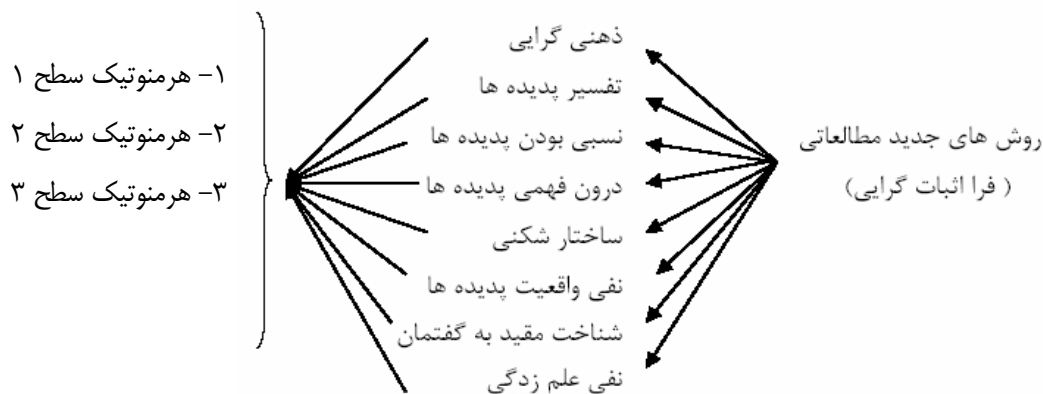 روش های جدید مطالعاتی
( فرا اثبات گرایی)
ذهنی گرایی
تفسیر پدیده ها
نسبی بودن پدیده ها
درون فهمی پدیده ها
ساختار شکنی
نفی واقعیت پدیده ها
شناخت مقید به گفتمان
نفی علم زدگی
۱- هرمنوتیک سطح ۱
۲- هرمنوتیک سطح ۲
۳- هرمنوتیک سطح ۳